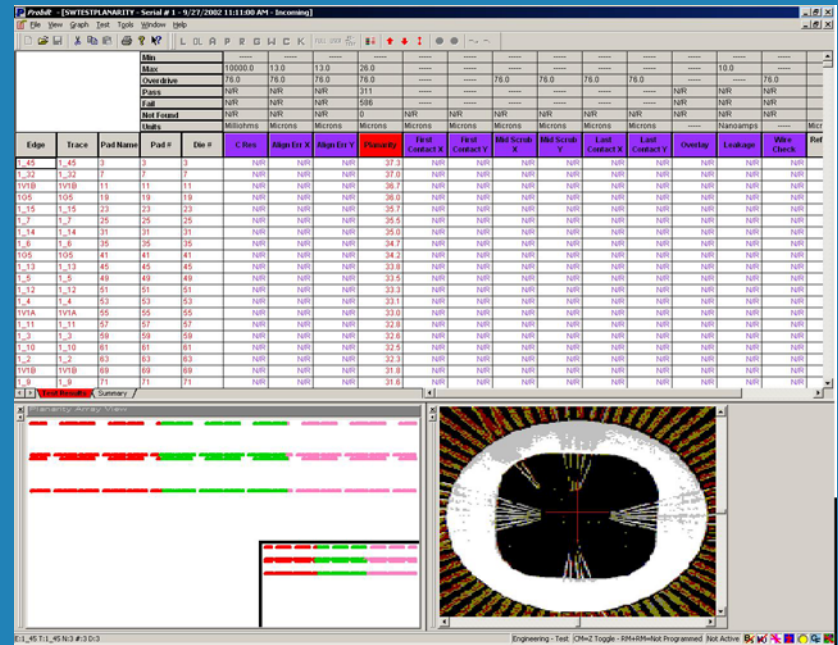 ProbIt - [SWTESTPLANARITY - Serial # 1 - 9/27/2002 11:11:00 AM - Incoming]
File View Graph Test Tools Window Help
L OL A P R G W C K
Min ----- ----- ----- ----- ----- ----- ----- ----- ----- ----- ----- ----- -----
Max 10000.0 13.0 13.0 26.0 ----- ----- ----- ----- ----- ----- ----- 10.0 -----
Overdrive 76.0 76.0 76.0 76.0 ----- ----- 76.0 76.0 76.0 76.0 ----- ----- 76.0
Pass N/R N/R N/R 311 ----- ----- ----- ----- ----- ----- N/R N/R N/R
Fail N/R N/R N/R 586 ----- ----- ----- ----- ----- ----- N/R N/R N/R
Not Found N/R N/R N/R 0 N/R N/R N/R N/R N/R N/R N/R N/R N/R
Units Milliohms Microns Microns Microns Microns Microns Microns Microns Microns Microns ----- Nanoamps ----- Micr
Edge Trace Pad Name Pad # Die # C Res Align Err X Align Err Y Planarity First Contact X First Contact Y Mid Scrub X Mid Scrub Y Last Contact X Last Contact Y Overlay Leakage Wire Check Ref
1_45 1_45 3 3 3 N/R N/R N/R 37.3 N/R N/R N/R N/R N/R N/R N/R N/R N/R
1_32 1_32 7 7 7 N/R N/R N/R 37.0 N/R N/R N/R N/R N/R N/R N/R N/R N/R
1V1B 1V1B 11 11 11 N/R N/R N/R 36.7 N/R N/R N/R N/R N/R N/R N/R N/R N/R
1G5 1G5 19 19 19 N/R N/R N/R 36.0 N/R N/R N/R N/R N/R N/R N/R N/R N/R
1_15 1_15 23 23 23 N/R N/R N/R 35.7 N/R N/R N/R N/R N/R N/R N/R N/R N/R
1_7 1_7 25 25 25 N/R N/R N/R 35.5 N/R N/R N/R N/R N/R N/R N/R N/R N/R
1_14 1_14 31 31 31 N/R N/R N/R 35.0 N/R N/R N/R N/R N/R N/R N/R N/R N/R
1_6 1_6 35 35 35 N/R N/R N/R 34.7 N/R N/R N/R N/R N/R N/R N/R N/R N/R
1G5 1G5 41 41 41 N/R N/R N/R 34.2 N/R N/R N/R N/R N/R N/R N/R N/R N/R
1_13 1_13 45 45 45 N/R N/R N/R 33.8 N/R N/R N/R N/R N/R N/R N/R N/R N/R
1_5 1_5 49 49 49 N/R N/R N/R 33.5 N/R N/R N/R N/R N/R N/R N/R N/R N/R
1_12 1_12 51 51 51 N/R N/R N/R 33.3 N/R N/R N/R N/R N/R N/R N/R N/R N/R
1_4 1_4 53 53 53 N/R N/R N/R 33.1 N/R N/R N/R N/R N/R N/R N/R N/R N/R
1V1A 1V1A 55 55 55 N/R N/R N/R 33.0 N/R N/R N/R N/R N/R N/R N/R N/R N/R
1_11 1_11 57 57 57 N/R N/R N/R 32.8 N/R N/R N/R N/R N/R N/R N/R N/R N/R
1_3 1_3 59 59 59 N/R N/R N/R 32.6 N/R N/R N/R N/R N/R N/R N/R N/R N/R
1_10 1_10 61 61 61 N/R N/R N/R 32.5 N/R N/R N/R N/R N/R N/R N/R N/R N/R
1_2 1_2 63 63 63 N/R N/R N/R 32.3 N/R N/R N/R N/R N/R N/R N/R N/R N/R
1V1B 1V1B 69 69 69 N/R N/R N/R 31.8 N/R N/R N/R N/R N/R N/R N/R N/R N/R
1_9 1_9 71 71 71 N/R N/R N/R 31.6 N/R N/R N/R N/R N/R N/R N/R N/R N/R
Test Results Summary
Planarity Array View
E:1_45 T:1_45 N:3 #:3 D:3 Engineering - Test CM=Z Toggle - RM+RM=Not Programmed Not Active